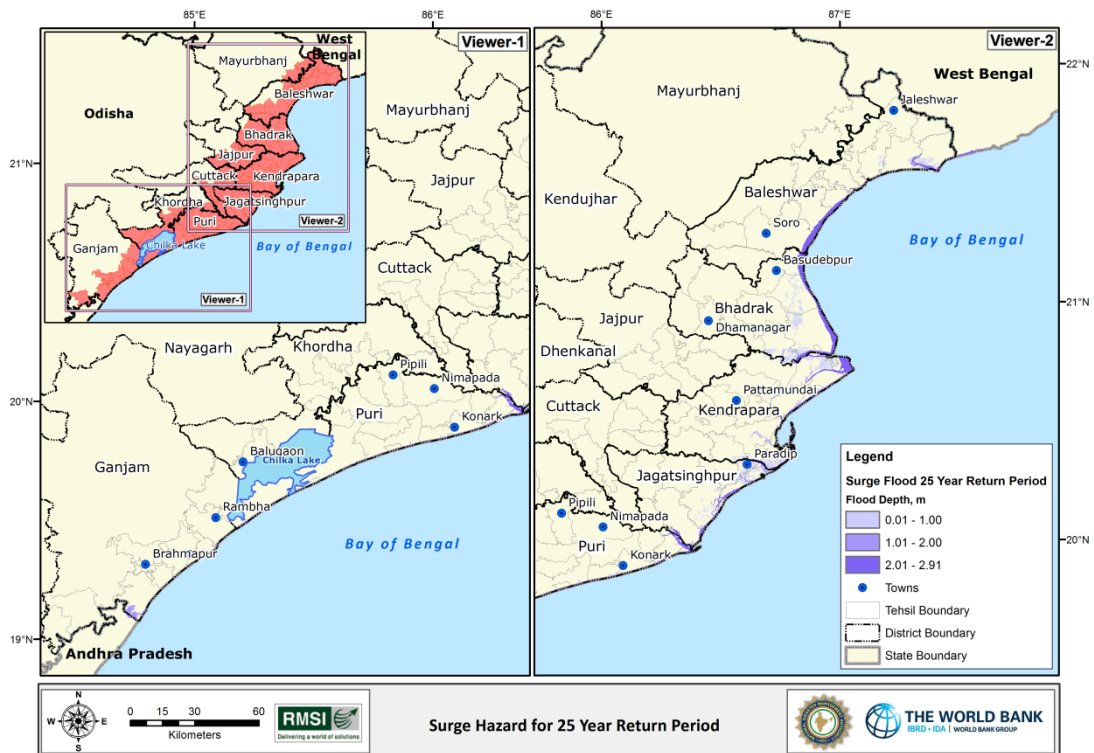 85°E
86°E
86°E
87°E
22°N
21°N
20°N
19°N
21°N
20°N
Viewer-1
West
Bengal
Mayurbhanj
Baleshwar
Odisha
Bhadrak
Jajpur
Cuttack
Kendrapara
Khordha
Jagatsinghpur
Puri
Viewer-2
Ganjam
Chilka Lake
Bay of Bengal
Viewer-1
Mayurbhanj
Jajpur
Cuttack
Nayagarh
Khordha
Pipili
Nimapada
Puri
Konark
Balugaon
Chilka Lake
Ganjam
Rambha
Brahmapur
Bay of Bengal
Andhra Pradesh
Viewer-2
West Bengal
Mayurbhanj
Jaleshwar
Kendujhar
Baleshwar
Soro
Bay of Bengal
Basudebpur
Bhadrak
Jajpur
Dhamanagar
Dhenkanal
Pattamundai
Cuttack
Kendrapara
Paradip
Jagatsinghpur
Pipili
Nimapada
Puri
Konark
Legend
Surge Flood 25 Year Return Period
Flood Depth, m
0.01 - 1.00
1.01 - 2.00
2.01 - 2.91
Towns
Tehsil Boundary
District Boundary
State Boundary
N
W
E
S
0 15 30 60
Kilometers
RMSI
Delivering a world of solutions
Surge Hazard for 25 Year Return Period
THE WORLD BANK
IBRD • IDA | WORLD BANK GROUP